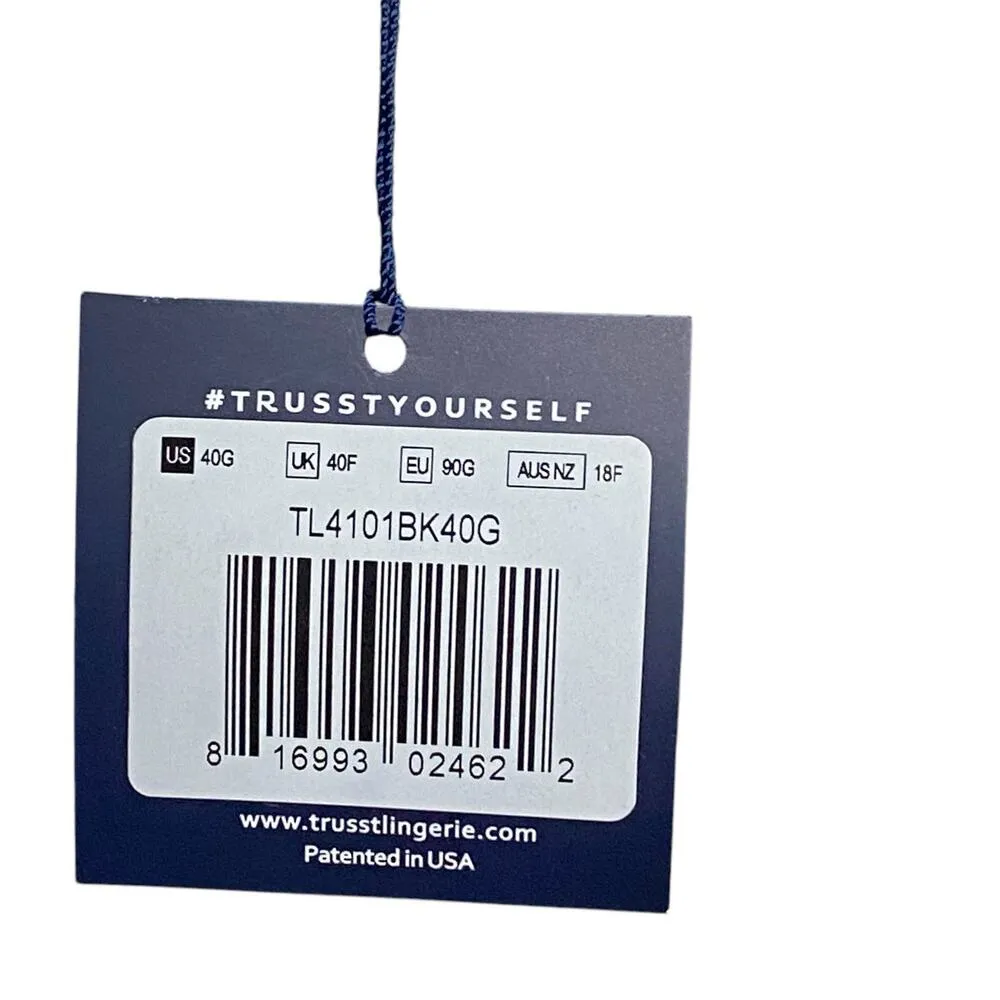 #TRUSSTYOURSELF
US 40G UK 40F EU 90G AUS NZ 18F
TL4101BK40G
8 16993 02462 2
www.trusstlingerie.com
Patented in USA